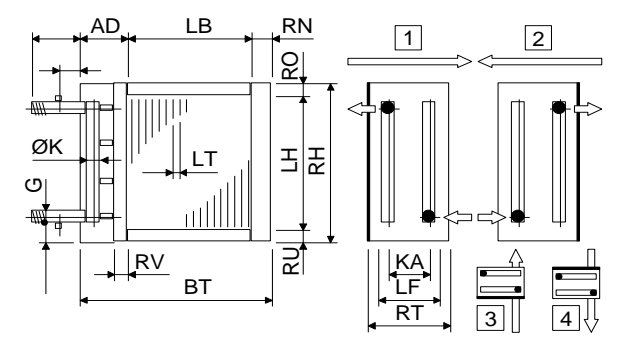 AD LB RN 1 2
RO
ØK LT LH RH
G
RV RU KA
BT LF
RT 3 4